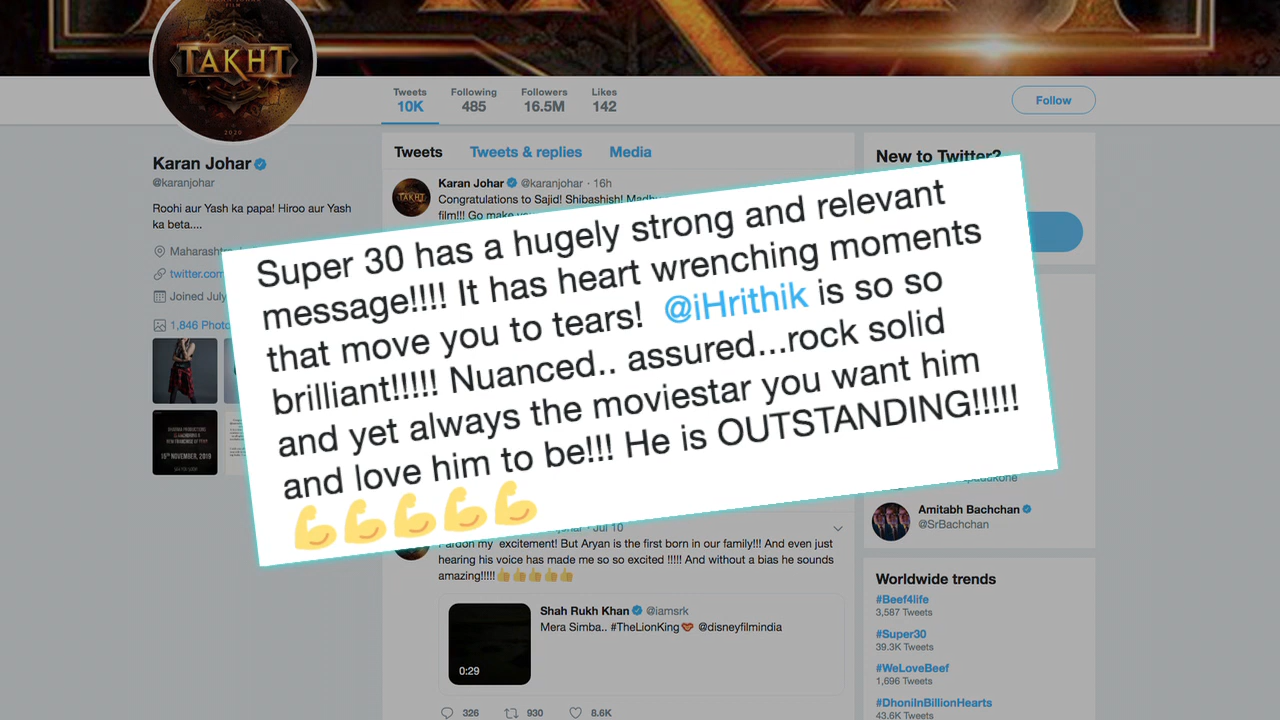 TAKHT
2020
Tweets
10K
Following
485
Followers
16.5M
Likes
142
Follow
Karan Johar
@karanjohar
Roohi aur Yash ka papa! Hiroo aur Yash
ka beta....
Maharashtra
twitter.com
Joined July
1,846 Photo
15TH NOVEMBER, 2019
Tweets
Tweets & replies
Media
Karan Johar @karanjohar · 16h
Congratulations to Sajid! Shibashish!
film!!! Go make
Super 30 has a hugely strong and relevant
message!!!! It has heart wrenching moments
that move you to tears! @iHrithik is so so
brilliant!!!!! Nuanced.. assured...rock solid
and yet always the moviestar you want him
and love him to be!!! He is OUTSTANDING!!!!!
💪💪💪💪💪
Jul 10
Pardon my excitement! But Aryan is the first born in our family!!! And even just
hearing his voice has made me so so excited !!!!! And without a bias he sounds
amazing!!!!!👍👍👍👍👍
Shah Rukh Khan @iamsrk
Mera Simba.. #TheLionKing @disneyfilmindia
0:29
326
930
8.6K
New to Twitter?
Amitabh Bachchan
@SrBachchan
Worldwide trends
#Beef4life
3,587 Tweets
#Super30
39.3K Tweets
#WeLoveBeef
1,696 Tweets
#DhoniInBillionHearts
43.6K Tweets